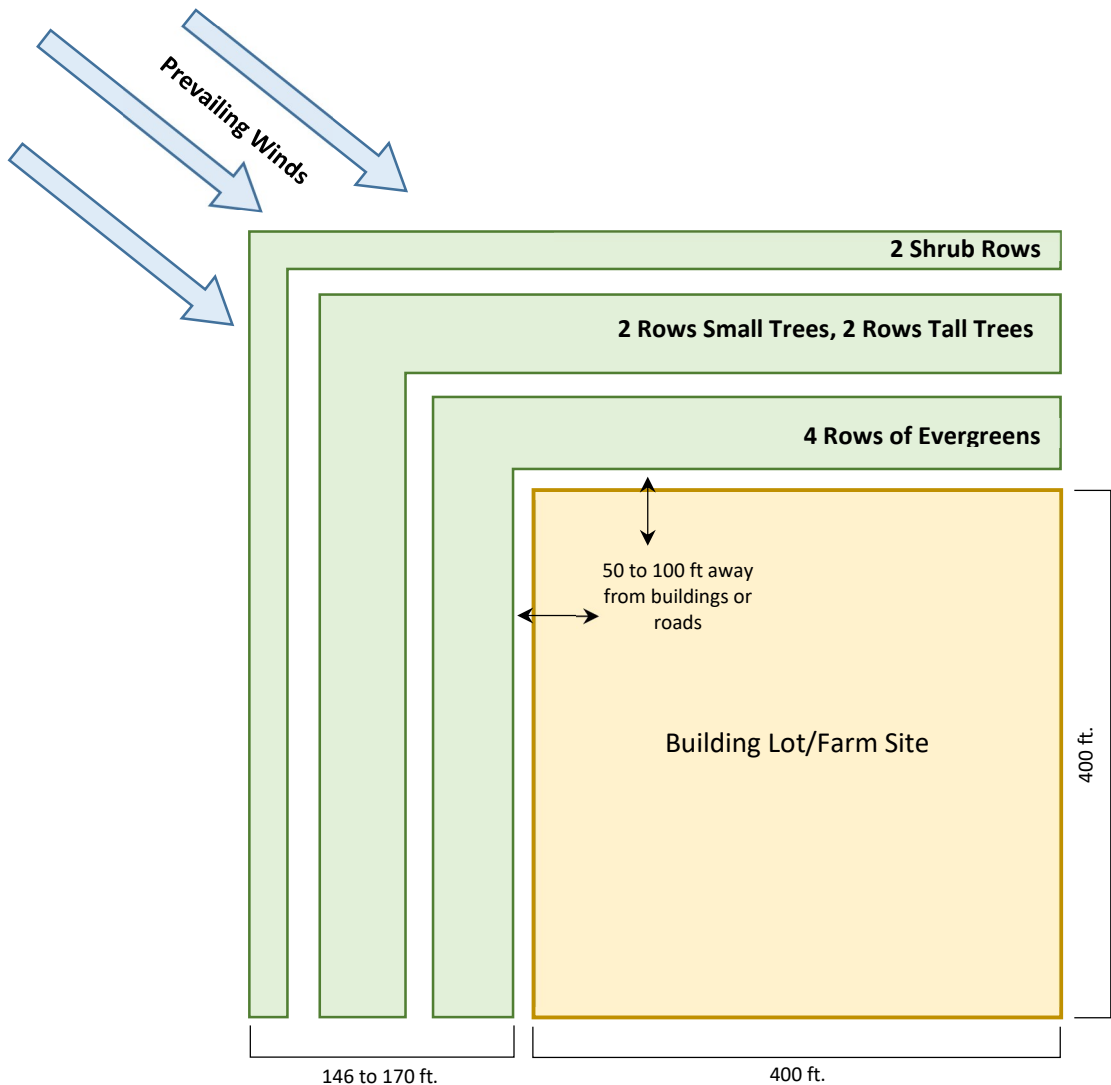 Prevailing Winds
2 Shrub Rows
2 Rows Small Trees, 2 Rows Tall Trees
4 Rows of Evergreens
50 to 100 ft away
from buildings or
roads
Building Lot/Farm Site
400 ft.
146 to 170 ft.
400 ft.